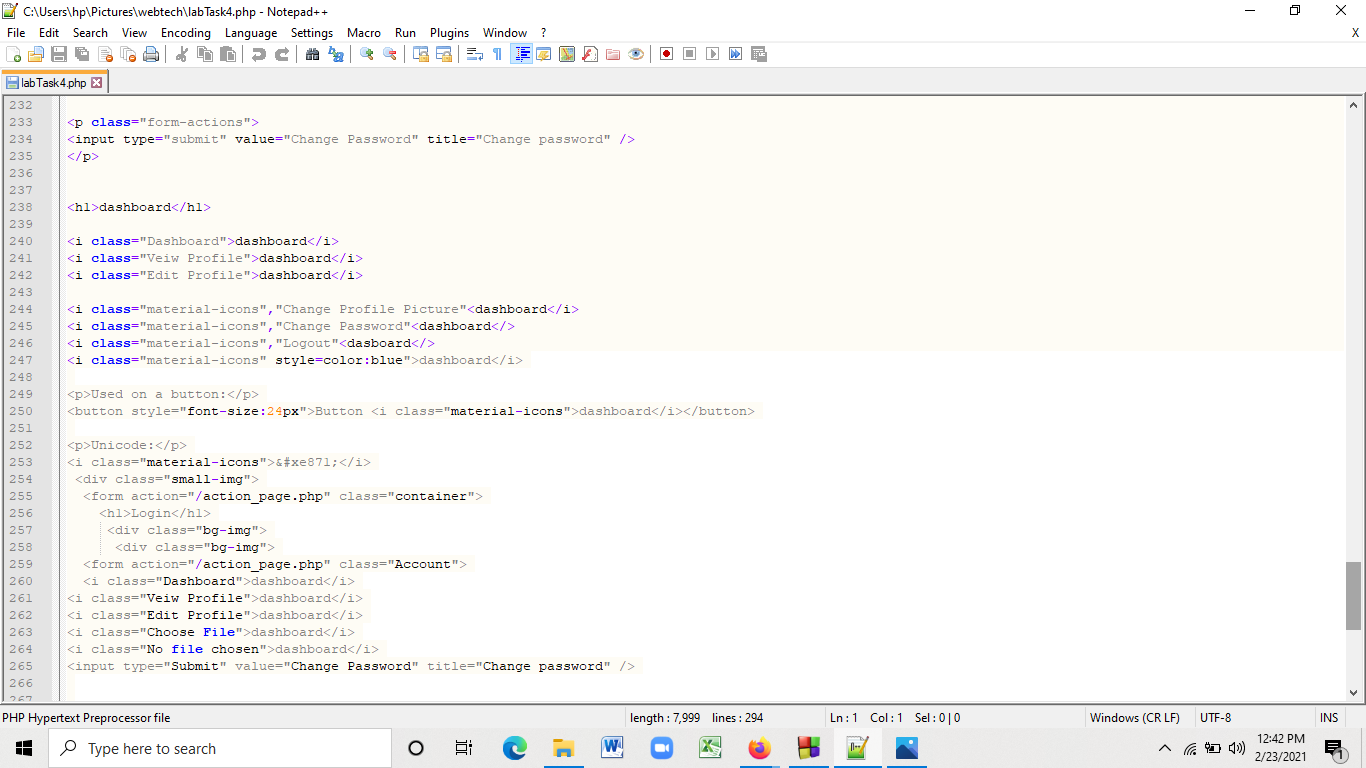 C:\Users\hp\Pictures\webtech\labTask4.php - Notepad++
File Edit Search View Encoding Language Settings Macro Run Plugins Window ? X
labTask4.php
232
233 <p class="form-actions">
234 <input type="submit" value="Change Password" title="Change password" />
235 </p>
236
237
238 <h1>dashboard</h1>
239
240 <i class="Dashboard">dashboard</i>
241 <i class="Veiw Profile">dashboard</i>
242 <i class="Edit Profile">dashboard</i>
243
244 <i class="material-icons","Change Profile Picture"<dashboard</i>
245 <i class="material-icons","Change Password"<dashboard</>
246 <i class="material-icons","Logout"<dasboard</>
247 <i class="material-icons" style=color:blue">dashboard</i>
248
249 <p>Used on a button:</p>
250 <button style="font-size:24px">Button <i class="material-icons">dashboard</i></button>
251
252 <p>Unicode:</p>
253 <i class="material-icons">&#xe871;</i>
254 <div class="small-img">
255 <form action="/action_page.php" class="container">
256 <h1>Login</h1>
257 <div class="bg-img">
258 <div class="bg-img">
259 <form action="/action_page.php" class="Account">
260 <i class="Dashboard">dashboard</i>
261 <i class="Veiw Profile">dashboard</i>
262 <i class="Edit Profile">dashboard</i>
263 <i class="Choose File">dashboard</i>
264 <i class="No file chosen">dashboard</i>
265 <input type="Submit" value="Change Password" title="Change password" />
266
267
PHP Hypertext Preprocessor file length : 7,999 lines : 294 Ln : 1 Col : 1 Sel : 0 | 0 Windows (CR LF) UTF-8 INS
Type here to search
12:42 PM
2/23/2021
1